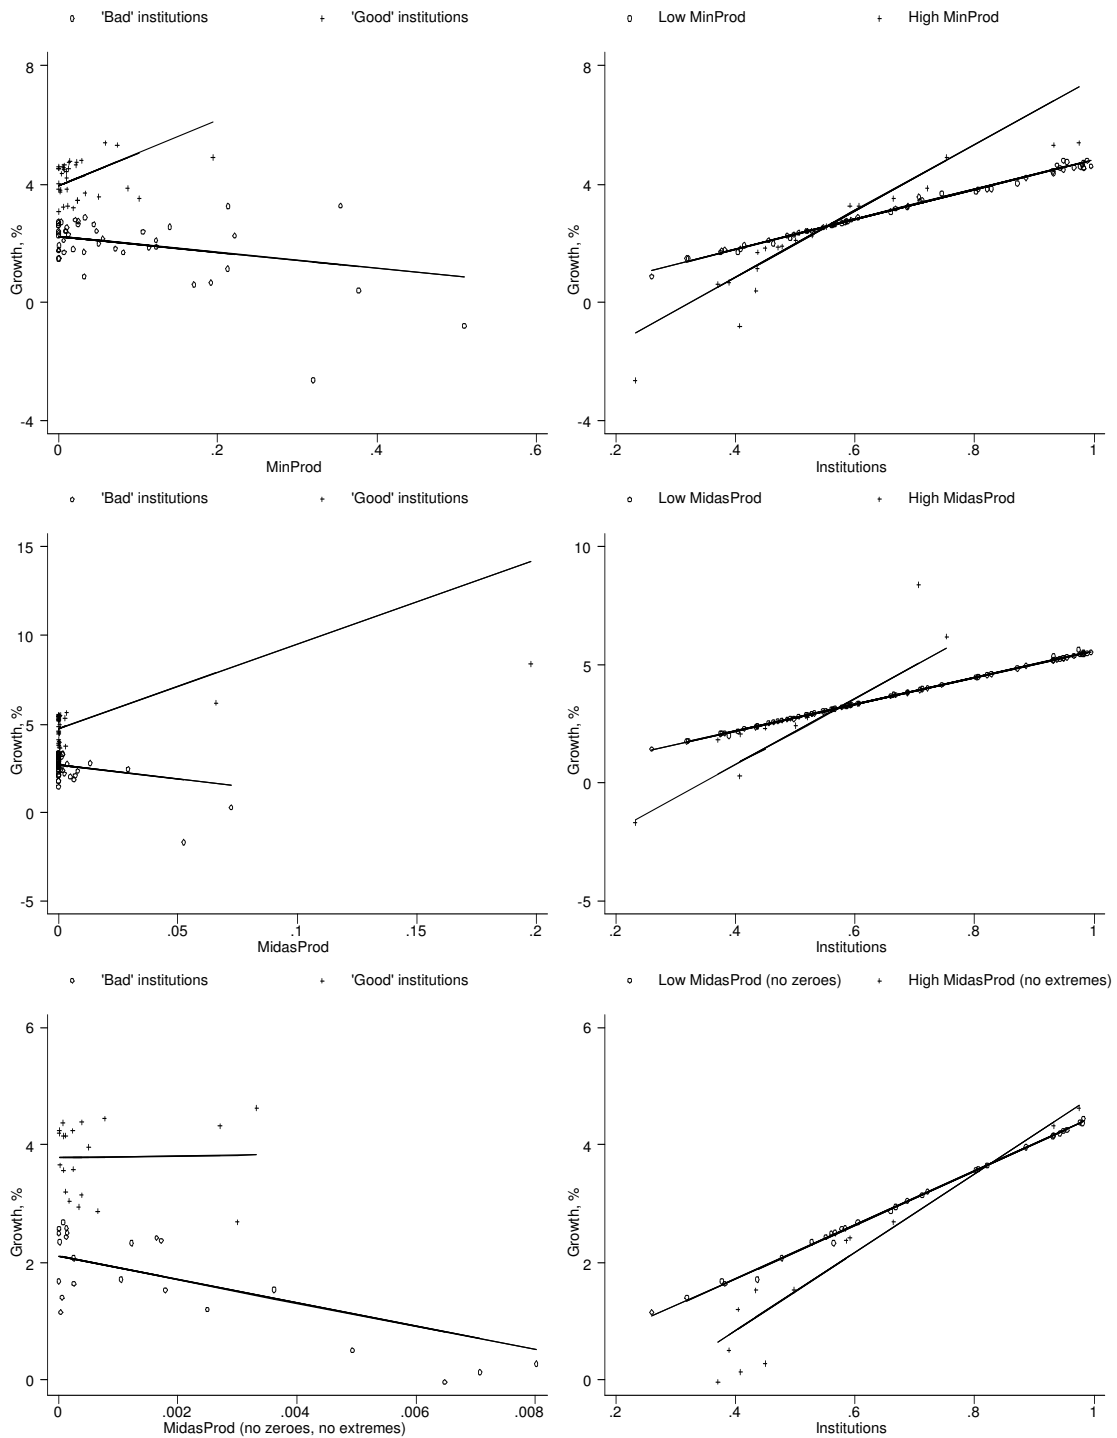 'Bad' institutions 'Good' institutions
Growth, %
8
4
0
-4
0 .2 .4 .6
MinProd
Low MinProd High MinProd
Growth, %
8
4
0
-4
.2 .4 .6 .8 1
Institutions
'Bad' institutions 'Good' institutions
Growth, %
15
10
5
0
-5
0 .05 .1 .15 .2
MidasProd
Low MidasProd High MidasProd
Growth, %
10
5
0
-5
.2 .4 .6 .8 1
Institutions
'Bad' institutions 'Good' institutions
Growth, %
6
4
2
0
0 .002 .004 .006 .008
MidasProd (no zeroes, no extremes)
Low MidasProd (no zeroes) High MidasProd (no extremes)
Growth, %
6
4
2
0
.2 .4 .6 .8 1
Institutions